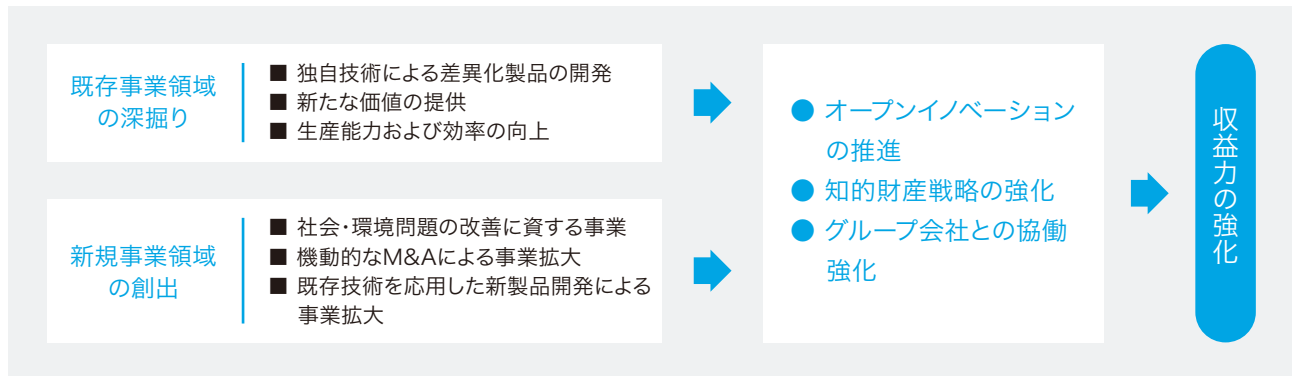 既存事業領域
の深掘り
■ 独自技術による差異化製品の開発
■ 新たな価値の提供
■ 生産能力および効率の向上
新規事業領域
の創出
■ 社会・環境問題の改善に資する事業
■ 機動的なM&Aによる事業拡大
■ 既存技術を応用した新製品開発による
事業拡大
● オープンイノベーション
の推進
● 知的財産戦略の強化
● グループ会社との協働
強化
収益力の強化